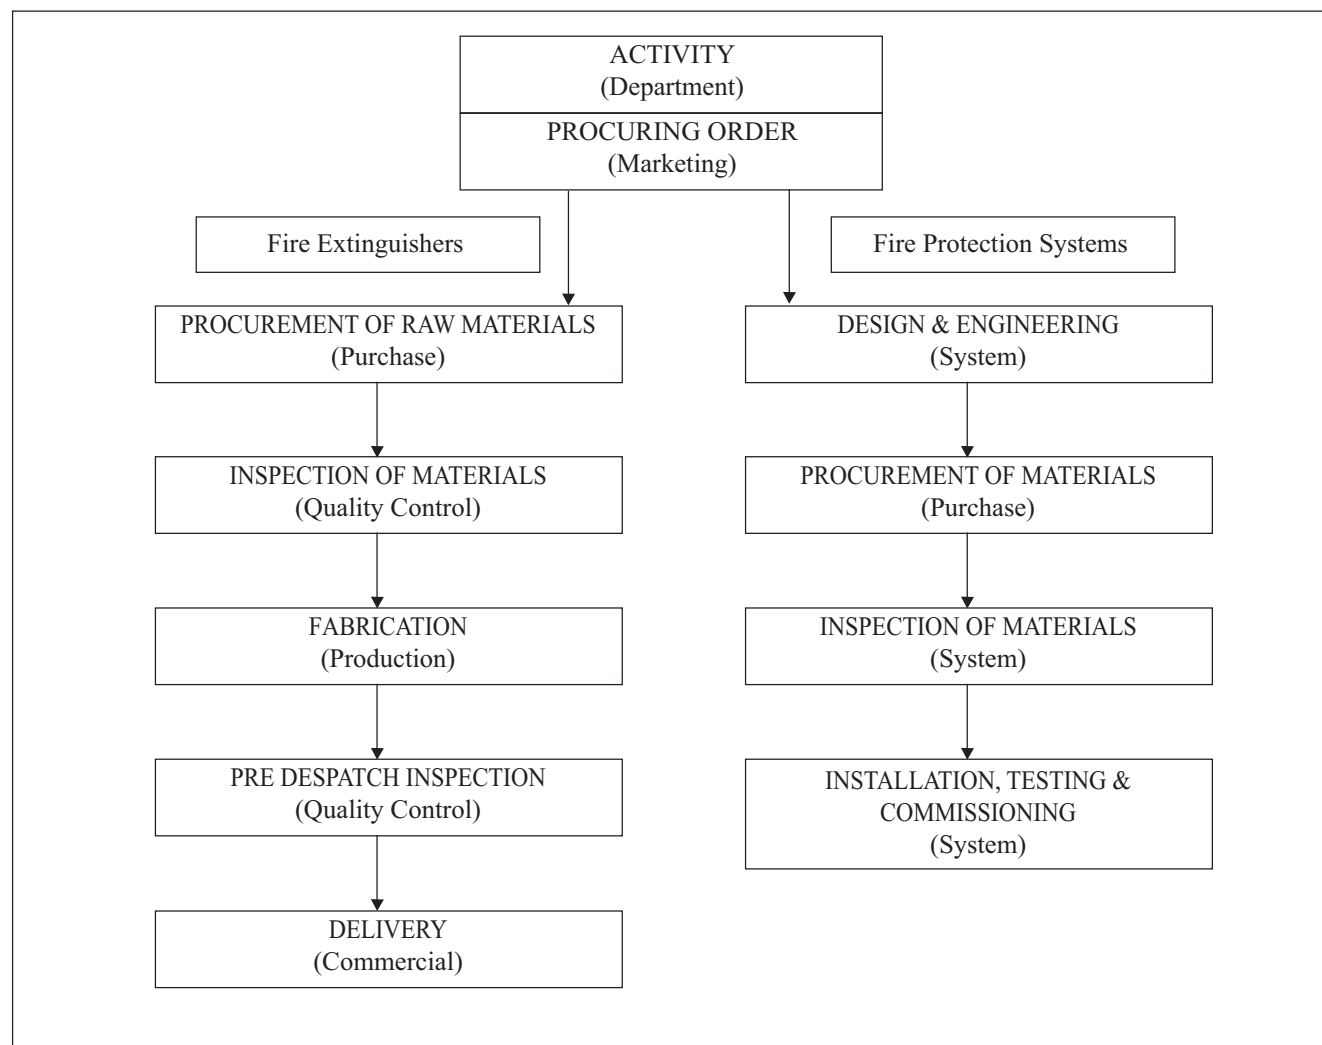 ACTIVITY
(Department)
PROCURING ORDER
(Marketing)
Fire Extinguishers
Fire Protection Systems
PROCUREMENT OF RAW MATERIALS
(Purchase)
DESIGN & ENGINEERING
(System)
INSPECTION OF MATERIALS
(Quality Control)
PROCUREMENT OF MATERIALS
(Purchase)
FABRICATION
(Production)
INSPECTION OF MATERIALS
(System)
PRE DESPATCH INSPECTION
(Quality Control)
INSTALLATION, TESTING &
COMMISSIONING
(System)
DELIVERY
(Commercial)